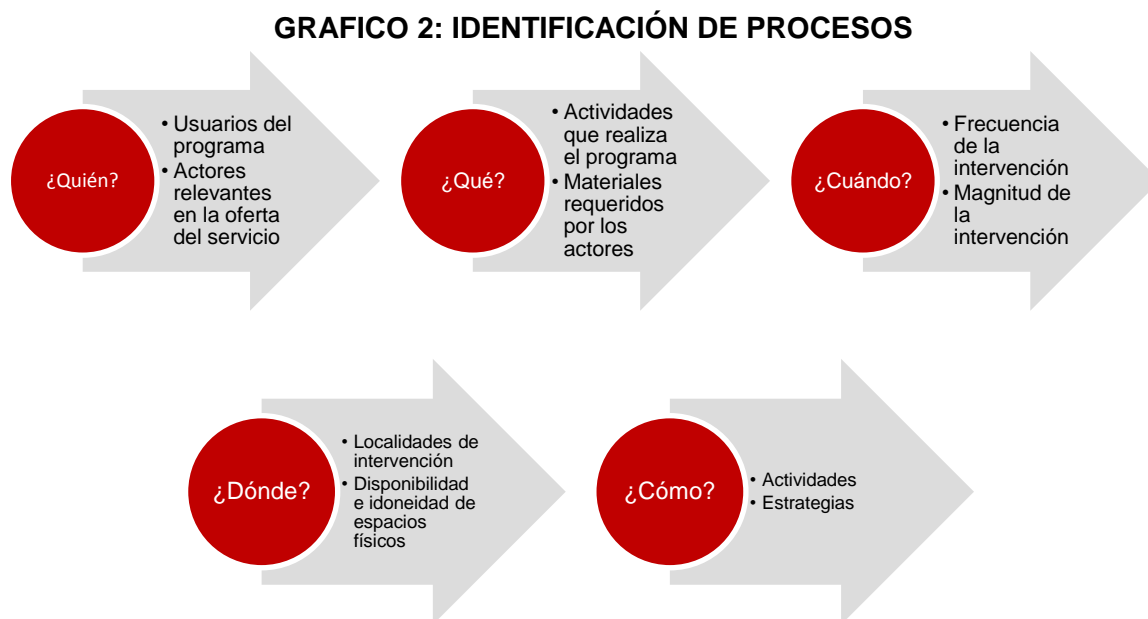 GRAFICO 2: IDENTIFICACIÓN DE PROCESOS
¿Quién?
• Usuarios del
programa
• Actores
relevantes
en la oferta
del servicio
¿Qué?
• Actividades
que realiza
el programa
• Materiales
requeridos
por los
actores
¿Cuándo?
• Frecuencia
de la
intervención
• Magnitud de
la
intervención
¿Dónde?
• Localidades de
intervención
• Disponibilidad
e idoneidad de
espacios
físicos
¿Cómo?
• Actividades
• Estrategias